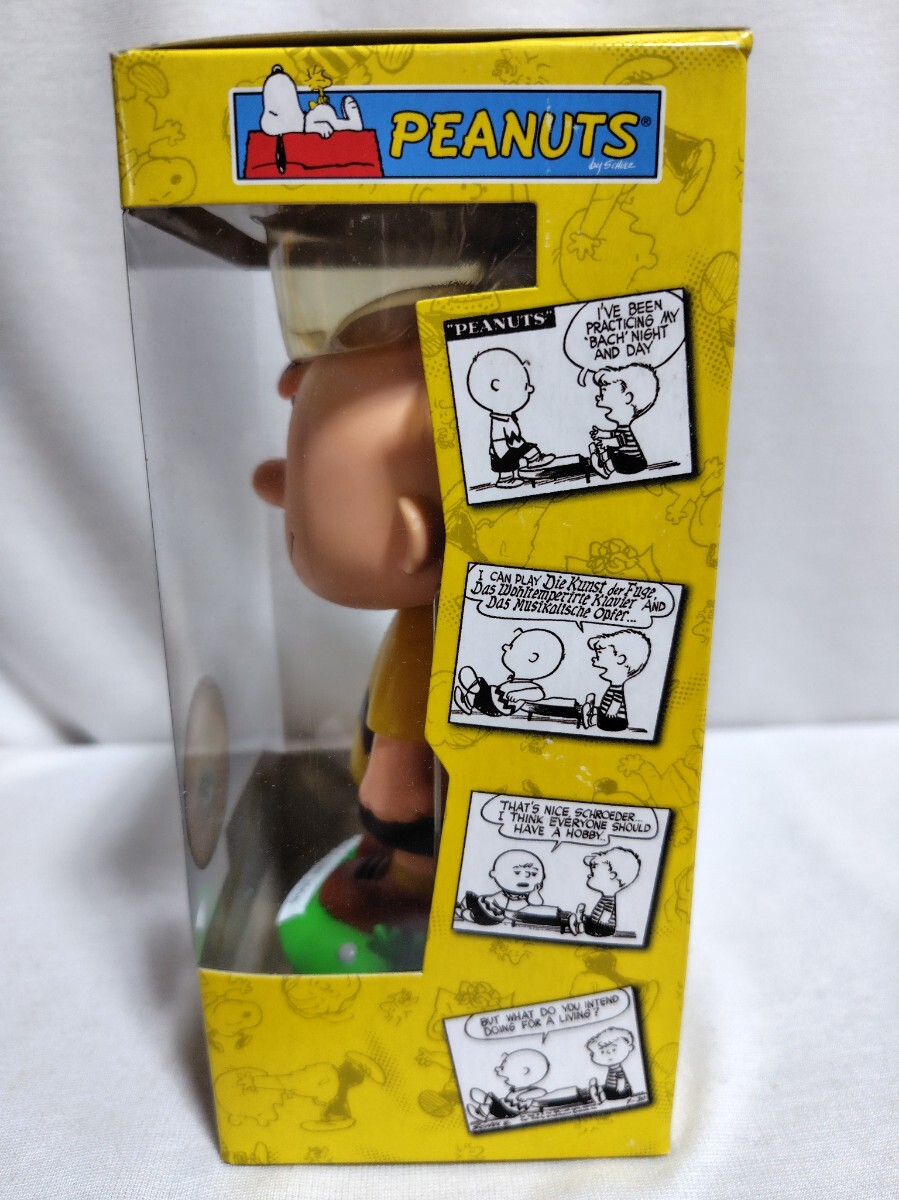 PEANUTS®
by SCHULZ
"PEANUTS"
I'VE BEEN
PRACTICING MY
'BACH' NIGHT
AND DAY
I CAN PLAY Die Kunst der Fuge,
Das Wohltempertrte Klavier AND
Das Musikalische Opfer...
THAT'S NICE, SCHROEDER...
I THINK EVERYONE SHOULD
HAVE A HOBBY..
BUT WHAT DO YOU INTEND
DOING FOR A LIVING?